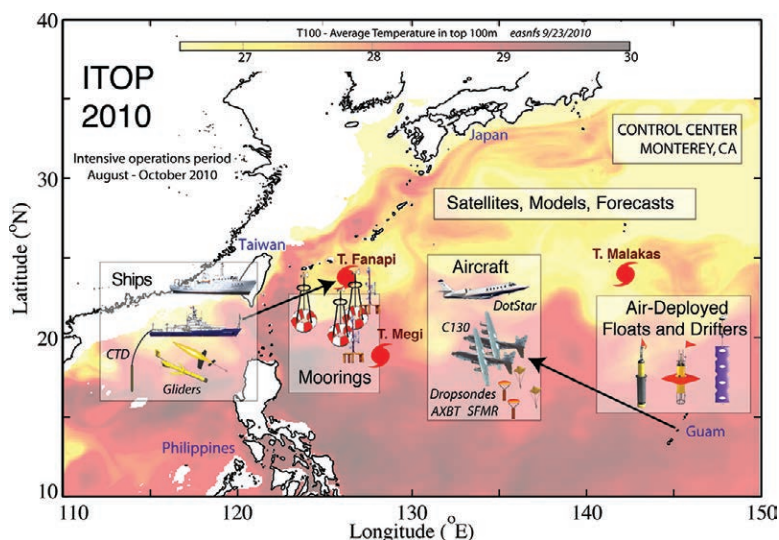 T100 - Average Temperature in top 100m easnfs 9/23/2010
27 28 29 30
ITOP
2010
Intensive operations period
August - October 2010
Japan
CONTROL CENTER
MONTEREY, CA
Satellites, Models, Forecasts
Taiwan
T. Fanapi
T. Malakas
Ships
Aircraft
DotStar
Air-Deployed
Floats and Drifters
C130
T. Megi
CTD
Gliders
Moorings
Dropsondes
AXBT SFMR
Guam
Philippines
Latitude (°N)
40
30
20
10
110 120 130 140 150
Longitude (°E)